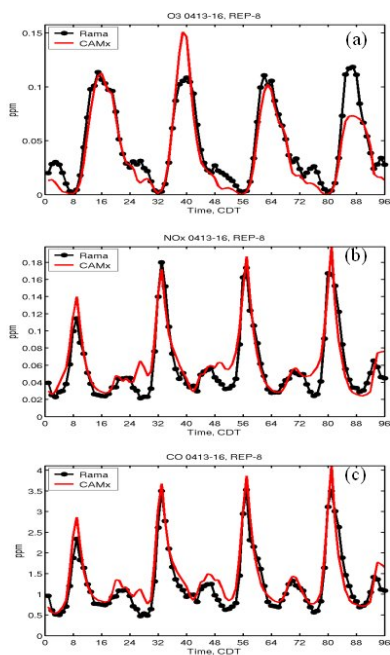 O3 0413-16, REP-8
(a)
Rama
CAMx
ppm
0.15
0.1
0.05
0
0 8 16 24 32 40 48 56 64 72 80 88 96
Time, CDT
NOx 0413-16, REP-8
(b)
Rama
CAMx
ppm
0.18
0.16
0.14
0.12
0.1
0.08
0.06
0.04
0.02
0
0 8 16 24 32 40 48 56 64 72 80 88 96
Time, CDT
CO 0413-16, REP-8
(c)
Rama
CAMx
ppm
4
3.5
3
2.5
2
1.5
1
0.5
0
0 8 16 24 32 40 48 56 64 72 80 88 96
Time, CDT